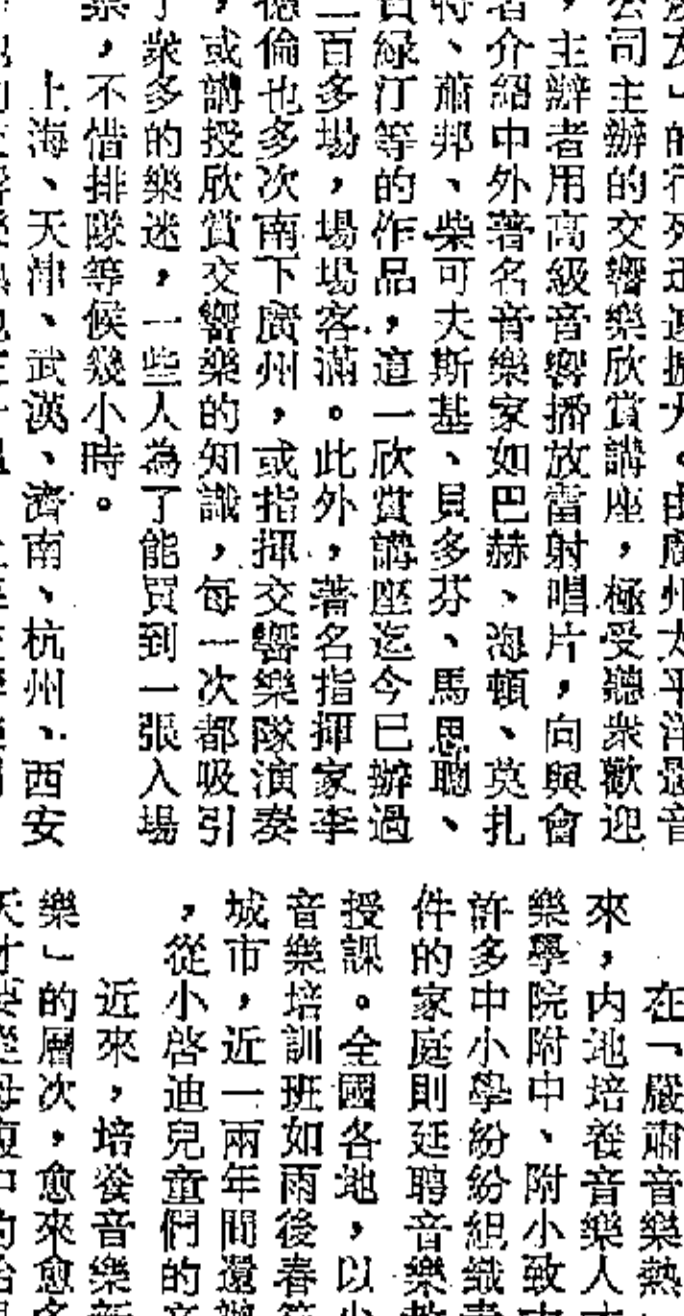 友」的行列迅速擴大。由廣州太平洋影音
公司主辦的交響樂欣賞講座,極受聽衆歡迎
,主辦者用高級音響播放雷射唱片,向與會
者介紹中外著名音樂家如巴赫、海頓、莫扎
特、蕭邦、柴可夫斯基、貝多芬、馬思聰、
賀綠汀等的作品,這一欣賞講座迄今已辦過
二百多場,場場客滿。此外,著名指揮家李
德倫也多次南下廣州,或指揮交響樂隊演奏
,或講授欣賞交響樂的知識,每一次都吸引
了衆多的樂迷,一些人為了能買到一張入場
,不惜排隊等候幾小時。
上海、天津、武漢、濟南、杭州、西安
在「嚴肅音樂熱
來,內地培養音樂人
樂學院附中、附小致
許多中小學紛紛組織
件的家庭則延聘音樂
授課。全國各地,以
音樂培訓班如雨後春
城市,近一兩年間還
,從小啓迪兒童們的
近來,培養音樂
樂」的層次,愈來愈